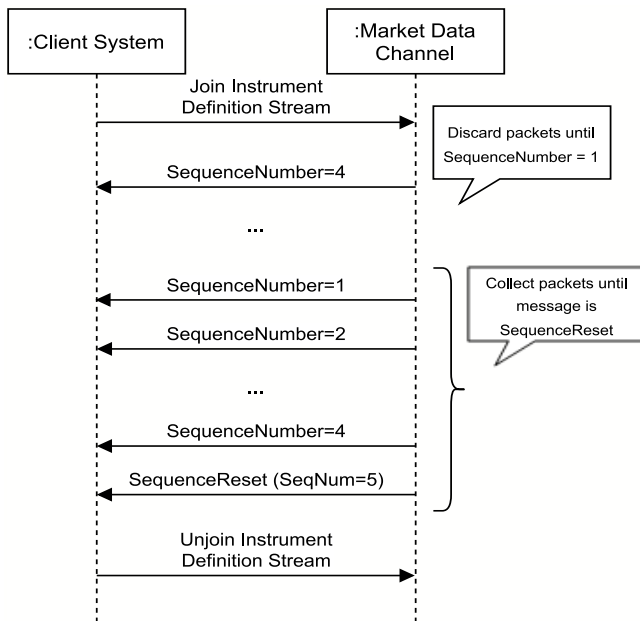 :Client System
:Market Data
Channel
Join Instrument
Definition Stream
Discard packets until
SequenceNumber = 1
SequenceNumber=4
...
SequenceNumber=1
Collect packets until
message is
SequenceReset
SequenceNumber=2
...
SequenceNumber=4
SequenceReset (SeqNum=5)
Unjoin Instrument
Definition Stream